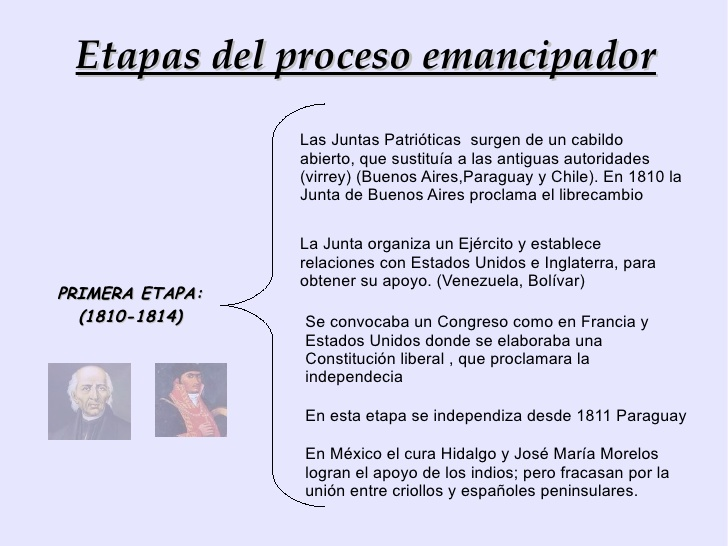 Etapas del proceso emancipador
Las Juntas Patrióticas  surgen de un cabildo
abierto, que sustituía a las antiguas autoridades
(virrey) (Buenos Aires,Paraguay y Chile). En 1810 la
Junta de Buenos Aires proclama el librecambio
La Junta organiza un Ejército y establece
relaciones con Estados Unidos e Inglaterra, para
obtener su apoyo. (Venezuela, Bolívar)
PRIMERA ETAPA:
(1810-1814)
Se convocaba un Congreso como en Francia y
Estados Unidos donde se elaboraba una
Constitución liberal , que proclamara la
independecia
En esta etapa se independiza desde 1811 Paraguay
En México el cura Hidalgo y José María Morelos
logran el apoyo de los indios; pero fracasan por la
unión entre criollos y españoles peninsulares.